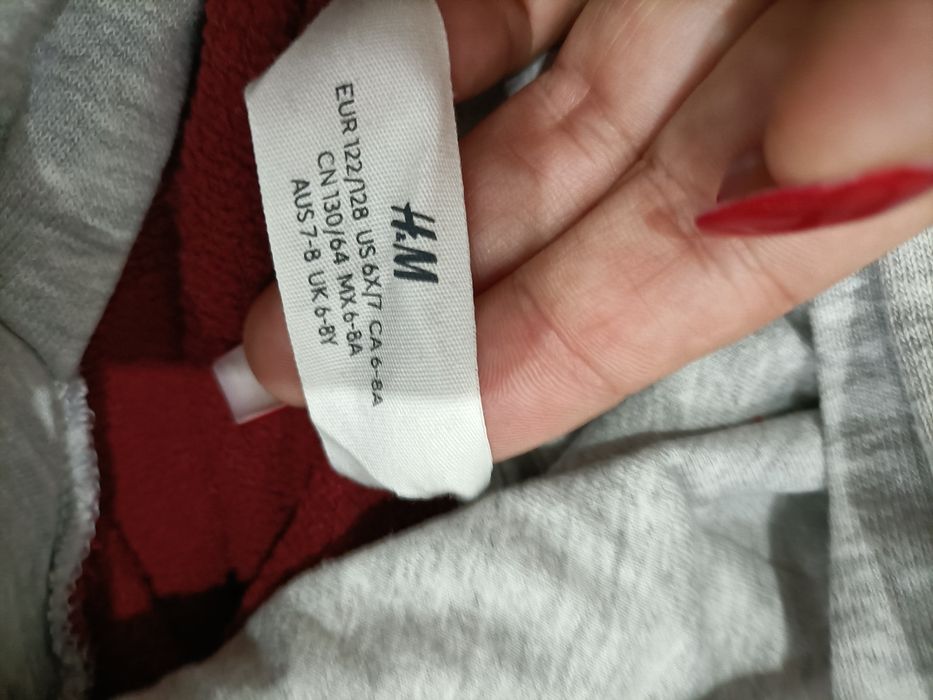 H&M
EUR 122/128 US 6X/7 CA 6-8A
CN 130/64 MX 6-8A
AUS 7-8 UK 6-8Y